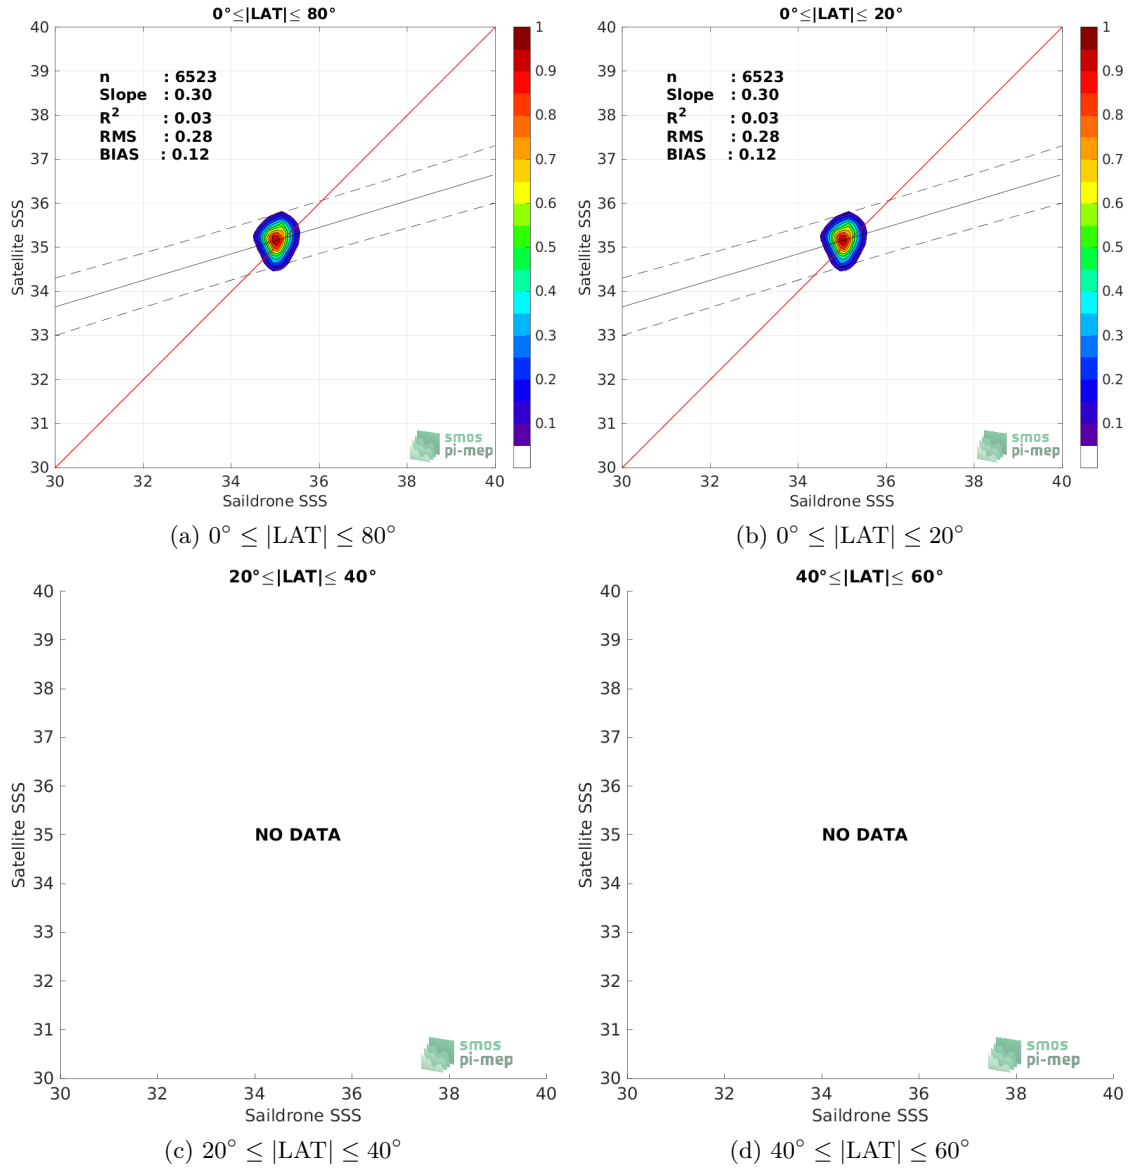 0°≤|LAT|≤ 80°
n : 6523
Slope : 0.30
R² : 0.03
RMS : 0.28
BIAS : 0.12
40
39
38
37
36
35
34
33
32
31
30
Satellite SSS
30 32 34 36 38 40
Saildrone SSS
1
0.9
0.8
0.7
0.6
0.5
0.4
0.3
0.2
0.1
smos
pi-mep
(a) 0° ≤ |LAT| ≤ 80°
0°≤|LAT|≤ 20°
n : 6523
Slope : 0.30
R² : 0.03
RMS : 0.28
BIAS : 0.12
40
39
38
37
36
35
34
33
32
31
30
Satellite SSS
30 32 34 36 38 40
Saildrone SSS
1
0.9
0.8
0.7
0.6
0.5
0.4
0.3
0.2
0.1
smos
pi-mep
(b) 0° ≤ |LAT| ≤ 20°
20°≤|LAT|≤ 40°
40
39
38
37
36
35
34
33
32
31
30
Satellite SSS
NO DATA
30 32 34 36 38 40
Saildrone SSS
smos
pi-mep
(c) 20° ≤ |LAT| ≤ 40°
40°≤|LAT|≤ 60°
40
39
38
37
36
35
34
33
32
31
30
Satellite SSS
NO DATA
30 32 34 36 38 40
Saildrone SSS
smos
pi-mep
(d) 40° ≤ |LAT| ≤ 60°